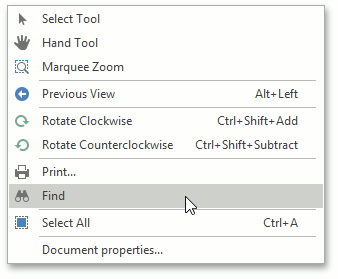 Select Tool
Hand Tool
Marquee Zoom
Previous View Alt+Left
Rotate Clockwise Ctrl+Shift+Add
Rotate Counterclockwise Ctrl+Shift+Subtract
Print...
Find
Select All Ctrl+A
Document properties...